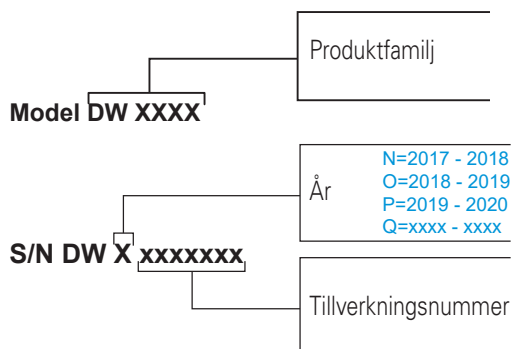 Produktfamilj
Model DW XXXX
År
N=2017 - 2018
O=2018 - 2019
P=2019 - 2020
Q=xxxx - xxxx
S/N DW X xxxxxxx
Tillverkningsnummer